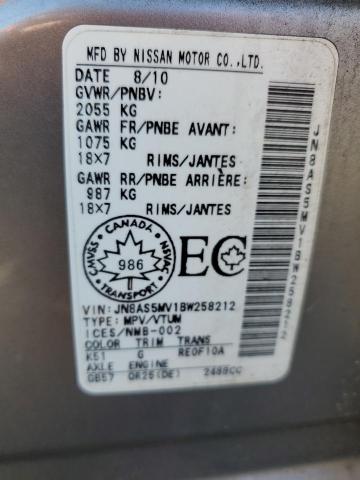 MFD BY NISSAN MOTOR CO.,LTD.
DATE 8/10
GVWR/PNBV:
2055 KG
GAWR FR/PNBE AVANT:
1075 KG
18X7 RIMS/JANTES
GAWR RR/PNBE ARRIÈRE:
987 KG
18X7 RIMS/JANTES
CANADA
CMVSS
NSVAC
986
EC
VIN: JN8AS5MV1BW258212
TYPE: MPV/VTUM
ICES/NMB-002
COLOR TRIM TRANS
K51 G RE0F10A
AXLE ENGINE
GB57 QR25(DE) 2488CC
JN8AS5MV1BW258212